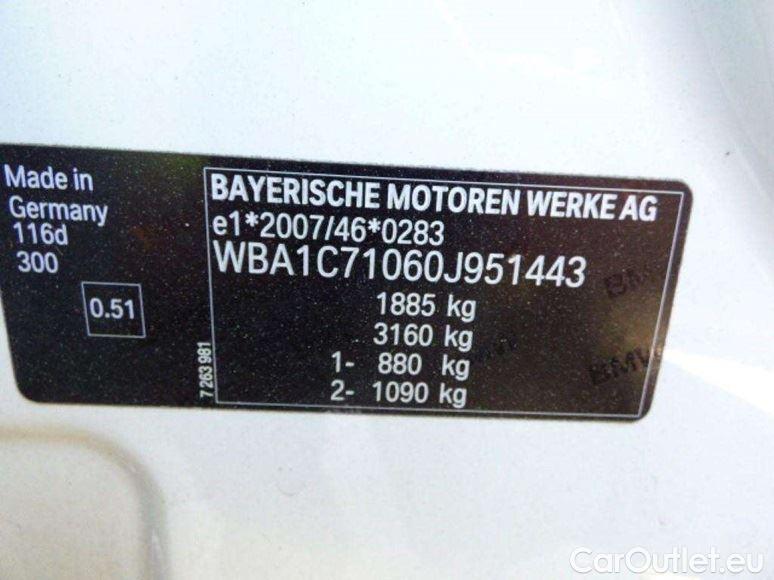 Made in
Germany
116d
300
0.51
7 263 981
BAYERISCHE MOTOREN WERKE AG
e1*2007/46*0283
WBA1C71060J951443
1885 kg
3160 kg
1- 880 kg
2- 1090 kg
BMW
CarOutlet.eu